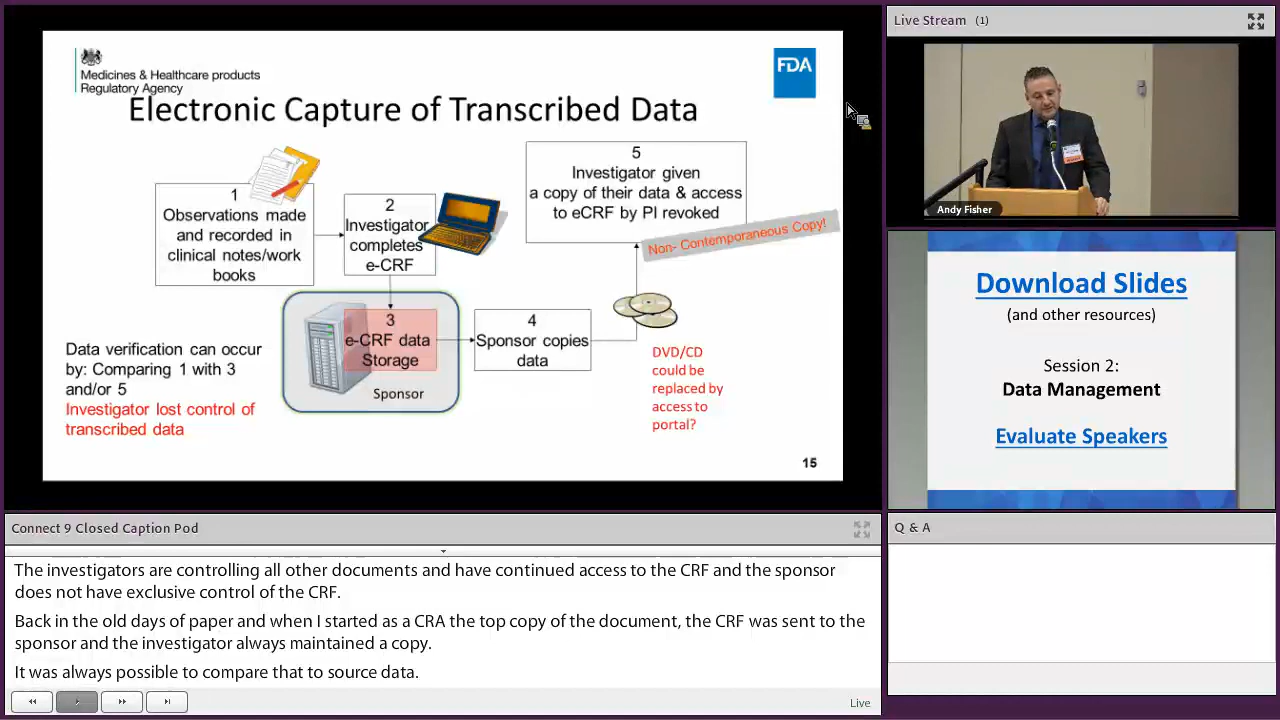 Medicines & Healthcare products
Regulatory Agency
FDA
Electronic Capture of Transcribed Data
1
Observations made
and recorded in
clinical notes/work
books
2
Investigator
completes
e-CRF
5
Investigator given
a copy of their data & access
to eCRF by PI revoked
Non- Contemporaneous Copy!
3
e-CRF data
Storage
Sponsor
4
Sponsor copies
data
DVD/CD
could be
replaced by
access to
portal?
Data verification can occur
by: Comparing 1 with 3
and/or 5
Investigator lost control of
transcribed data
15
Live Stream (1)
Andy Fisher
Download Slides
(and other resources)
Session 2:
Data Management
Evaluate Speakers
Connect 9 Closed Caption Pod
The investigators are controlling all other documents and have continued access to the CRF and the sponsor
does not have exclusive control of the CRF.
Back in the old days of paper and when I started as a CRA the top copy of the document, the CRF was sent to the
sponsor and the investigator always maintained a copy.
It was always possible to compare that to source data.
Live
Q & A